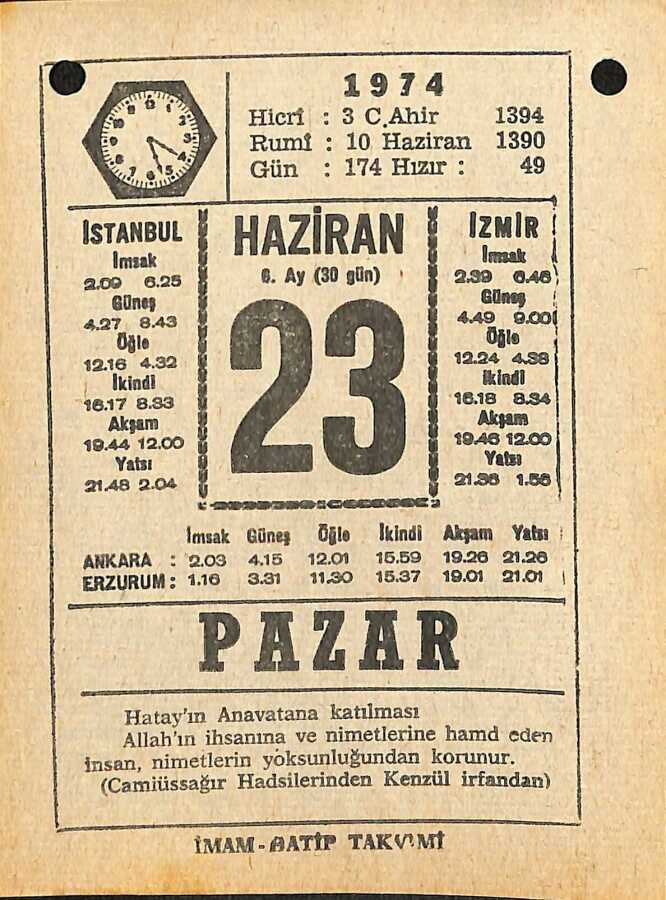 1974
Hicrî : 3 C.Ahir 1394
Rumî : 10 Haziran 1390
Gün : 174 Hızır : 49
İSTANBUL
İmsak
2.09 6.25
Güneş
4.27 8.43
Öğle
12.16 4.32
İkindi
16.17 8.33
Akşam
19.44 12.00
Yatsı
21.48 2.04
HAZİRAN
6. Ay (30 gün)
23
İZMİR
İmsak
2.39 6.46
Güneş
4.49 9.00
Öğle
12.24 4.38
İkindi
16.18 8.34
Akşam
19.46 12.00
Yatsı
21.36 1.56
İmsak Güneş Öğle İkindi Akşam Yatsı
ANKARA : 2.03 4.15 12.01 15.59 19.26 21.26
ERZURUM : 1.16 3.31 11.30 15.37 19.01 21.01
PAZAR
Hatay'ın Anavatana katılması
Allah'ın ihsanına ve nimetlerine hamd eden
insan, nimetlerin yoksunluğundan korunur.
(Camiüssağır Hadsilerinden Kenzül irfandan)
İMAM-HATİP TAKVİMİ